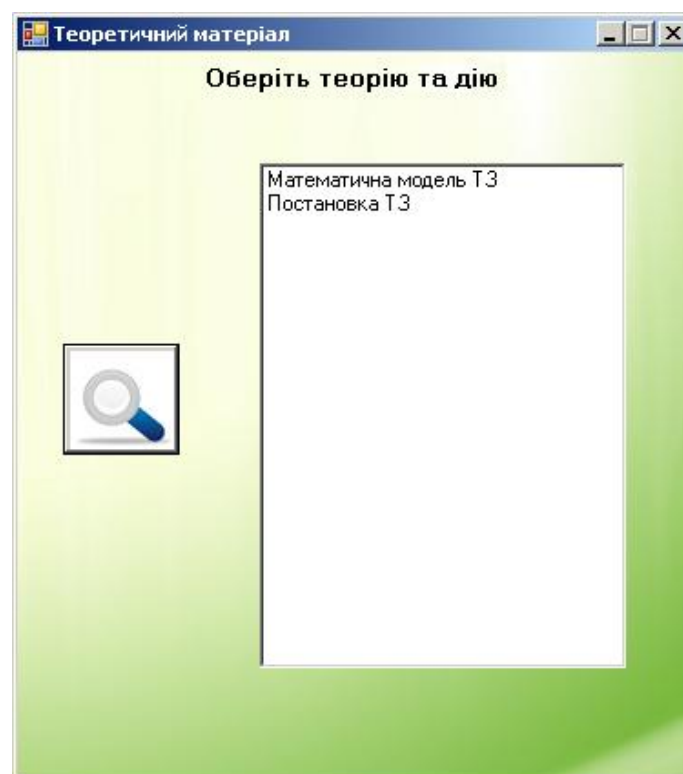 Теоретичний матеріал
Оберіть теорію та дію
Математична модель ТЗ
Постановка ТЗ